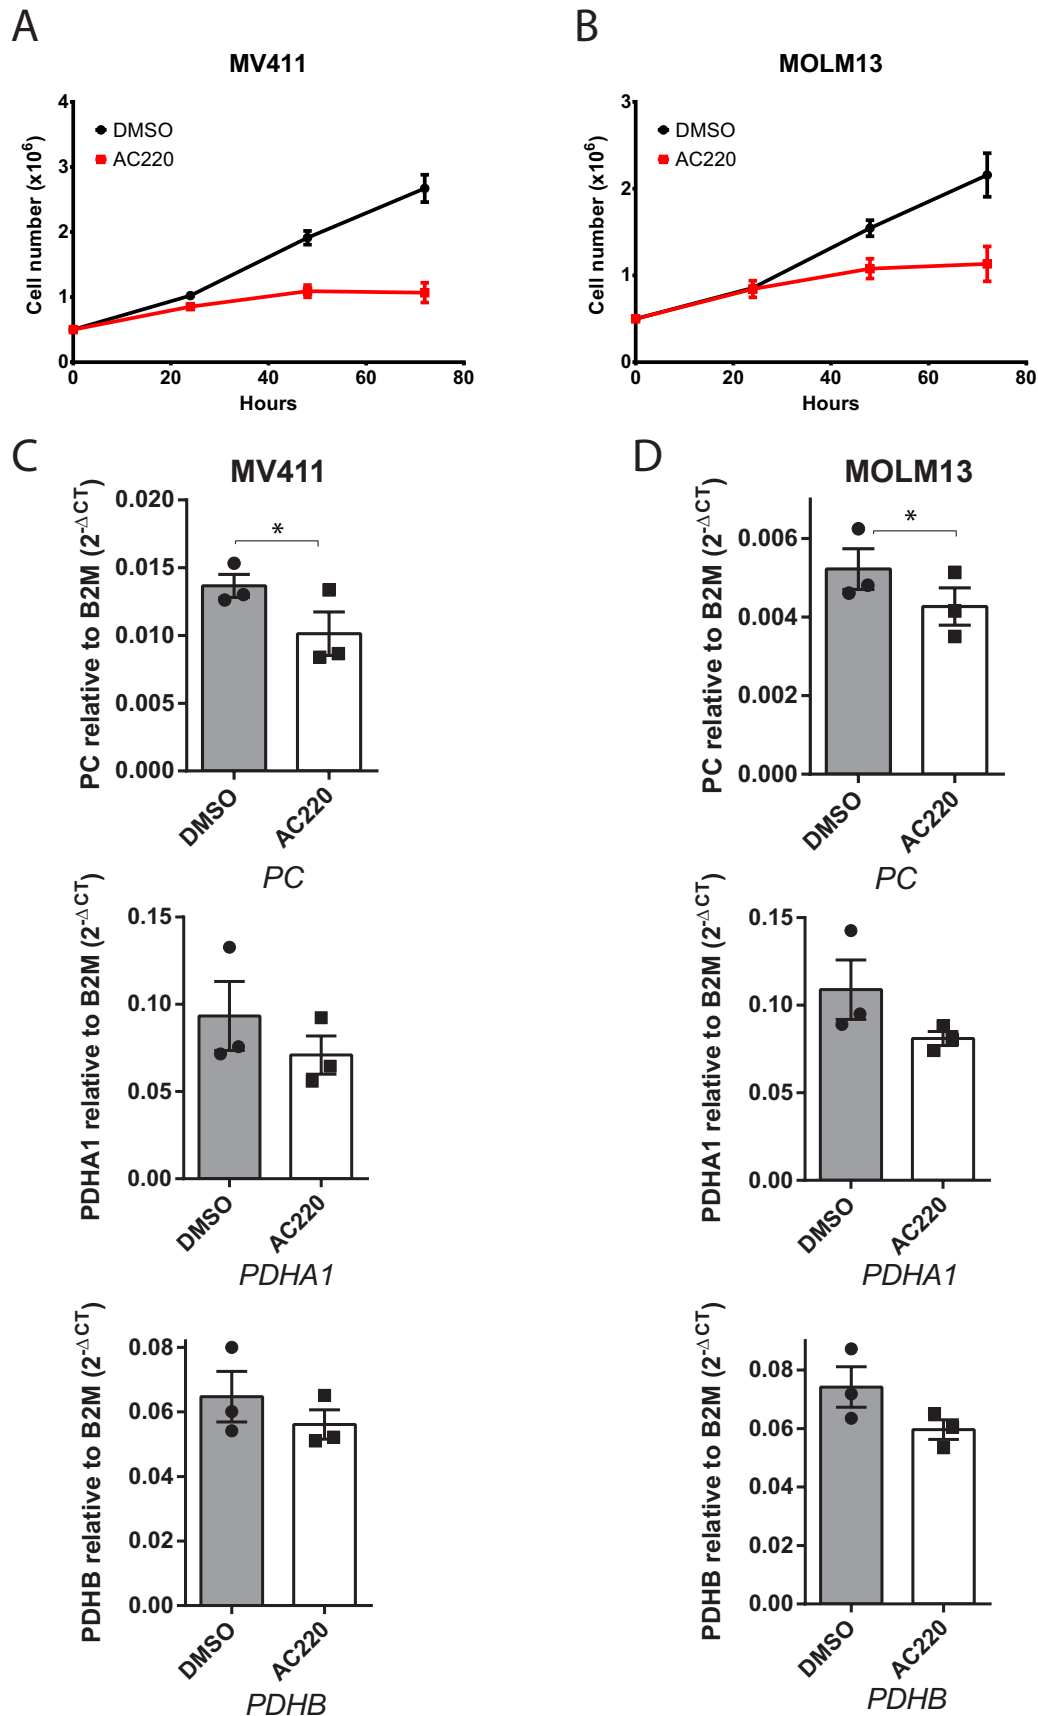 A
MV411
Cell number (x10⁶)
4
3
2
1
0
DMSO
AC220
0 20 40 60 80
Hours
B
MOLM13
Cell number (x10⁶)
3
2
1
0
DMSO
AC220
0 20 40 60 80
Hours
C
MV411
PC relative to B2M (2^-ΔCT)
0.020
0.015
0.010
0.005
0.000
*
DMSO AC220
PC
PDHA1 relative to B2M (2^-ΔCT)
0.15
0.10
0.05
0.00
DMSO AC220
PDHA1
PDHB relative to B2M (2^-ΔCT)
0.08
0.06
0.04
0.02
0.00
DMSO AC220
PDHB
D
MOLM13
PC relative to B2M (2^-ΔCT)
0.006
0.004
0.002
0.000
*
DMSO AC220
PC
PDHA1 relative to B2M (2^-ΔCT)
0.15
0.10
0.05
0.00
DMSO AC220
PDHA1
PDHB relative to B2M (2^-ΔCT)
0.08
0.06
0.04
0.02
0.00
DMSO AC220
PDHB